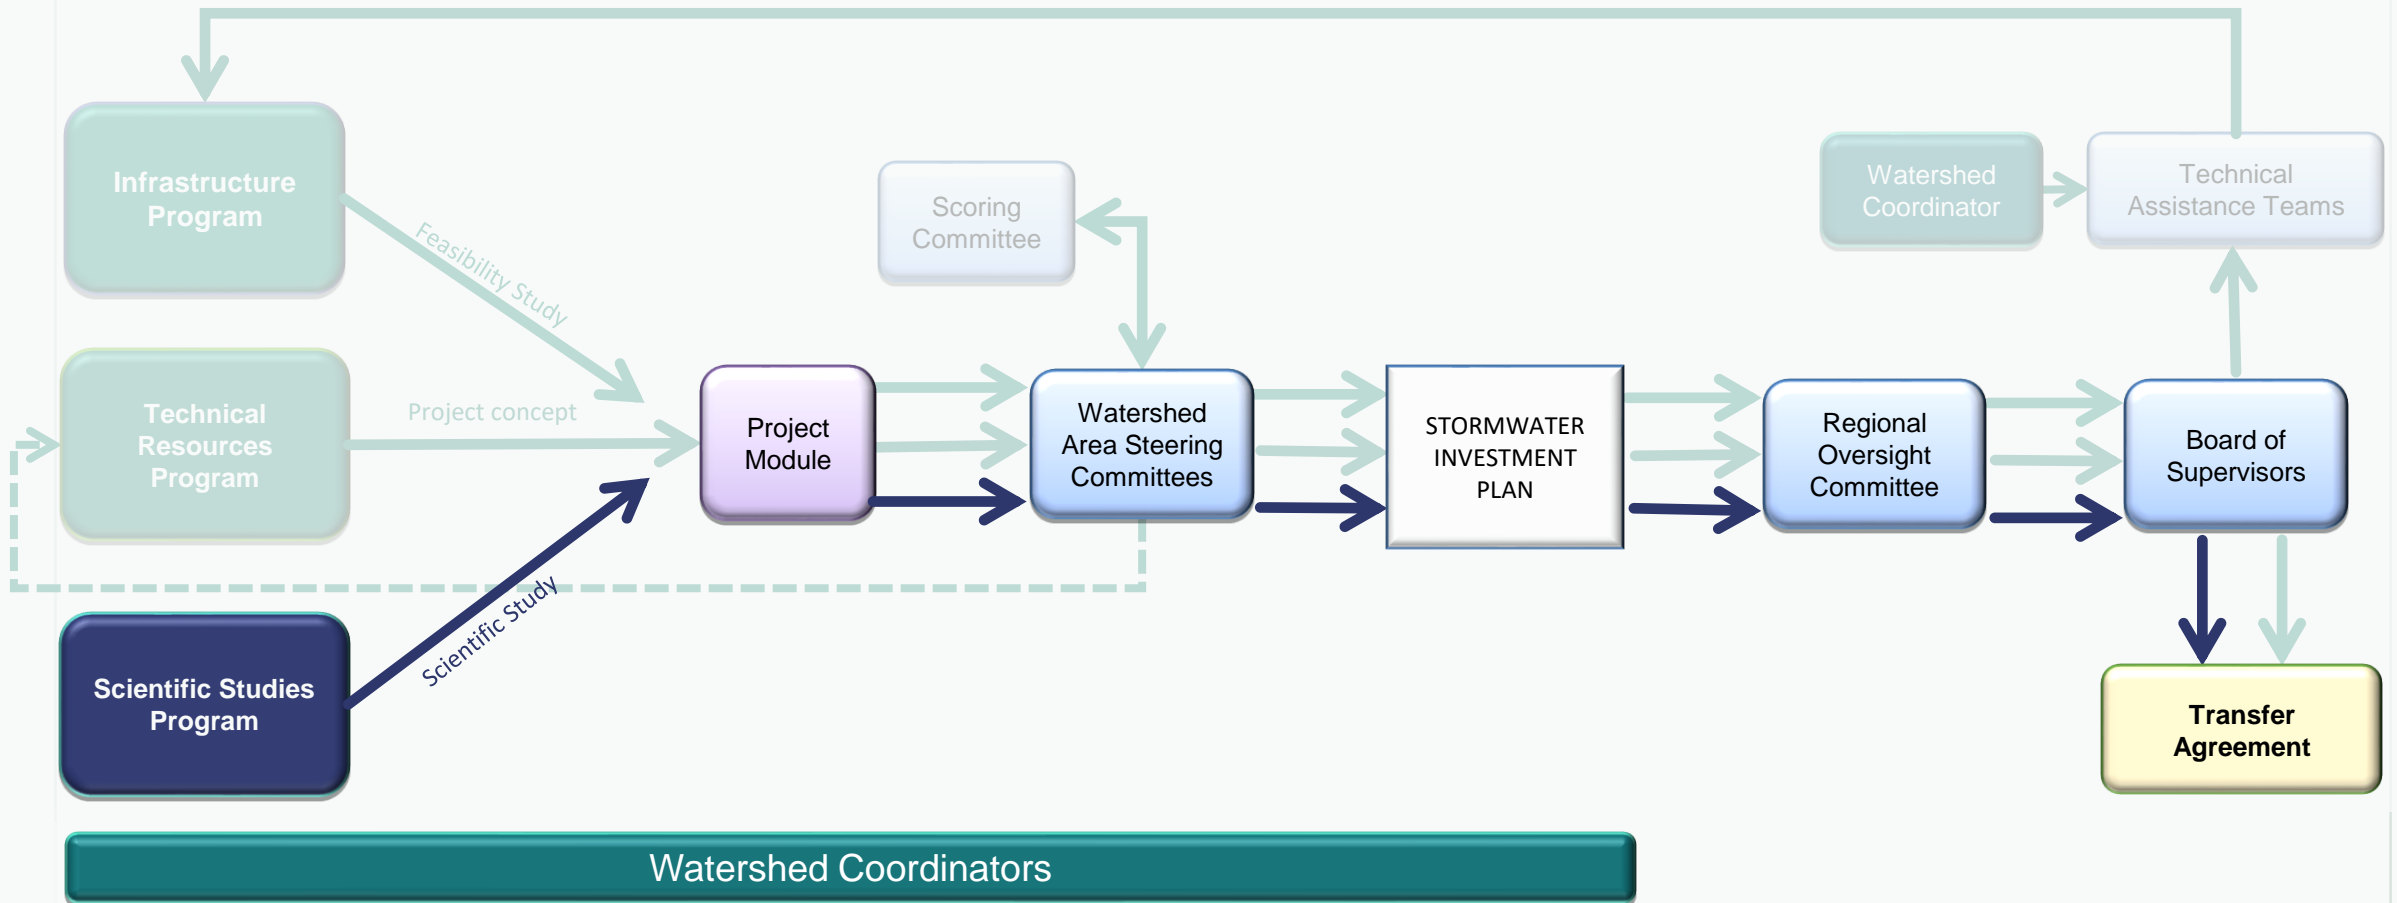 Infrastructure
Program
Feasibility Study
Scoring
Committee
Watershed
Coordinator
Technical
Assistance Teams
Technical
Resources
Program
Project concept
Project
Module
Watershed
Area Steering
Committees
STORMWATER
INVESTMENT
PLAN
Regional
Oversight
Committee
Board of
Supervisors
Scientific Studies
Program
Scientific Study
Transfer
Agreement
Watershed Coordinators